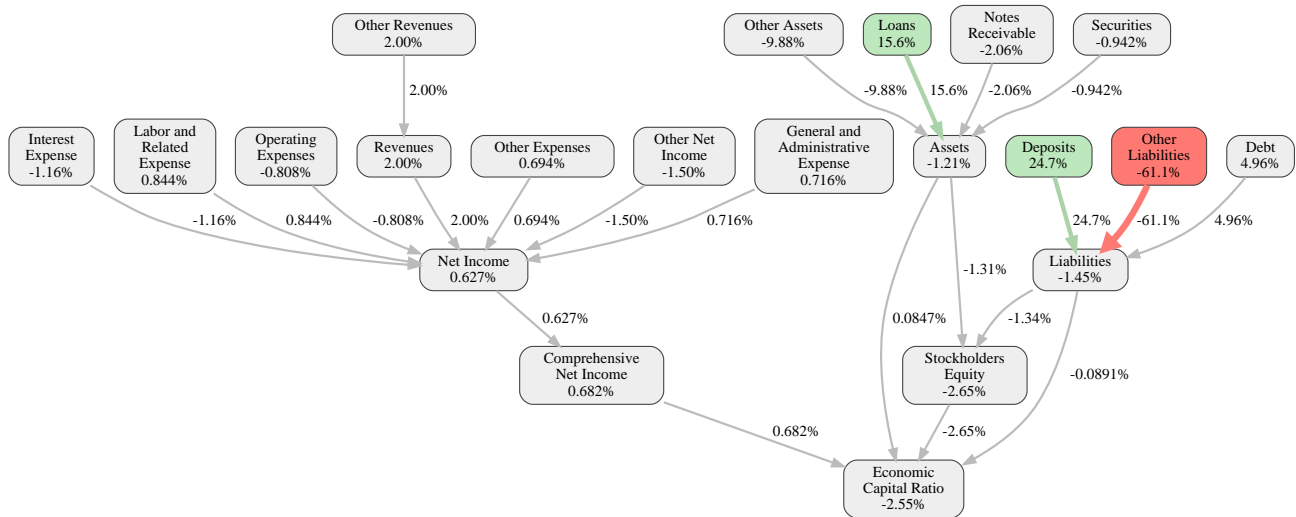 Other Revenues
2.00%
Other Assets
-9.88%
Loans
15.6%
Notes
Receivable
-2.06%
Securities
-0.942%
2.00%
-9.88%
15.6%
-2.06%
-0.942%
Interest
Expense
-1.16%
Labor and
Related
Expense
0.844%
Operating
Expenses
-0.808%
Revenues
2.00%
Other Expenses
0.694%
Other Net
Income
-1.50%
General and
Administrative
Expense
0.716%
Assets
-1.21%
Deposits
24.7%
Other
Liabilities
-61.1%
Debt
4.96%
-1.16%
0.844%
-0.808%
2.00%
0.694%
-1.50%
0.716%
24.7%
-61.1%
4.96%
Net Income
0.627%
Liabilities
-1.45%
-1.31%
0.627%
0.0847%
-1.34%
Comprehensive
Net Income
0.682%
Stockholders
Equity
-2.65%
-0.0891%
0.682%
-2.65%
Economic
Capital Ratio
-2.55%